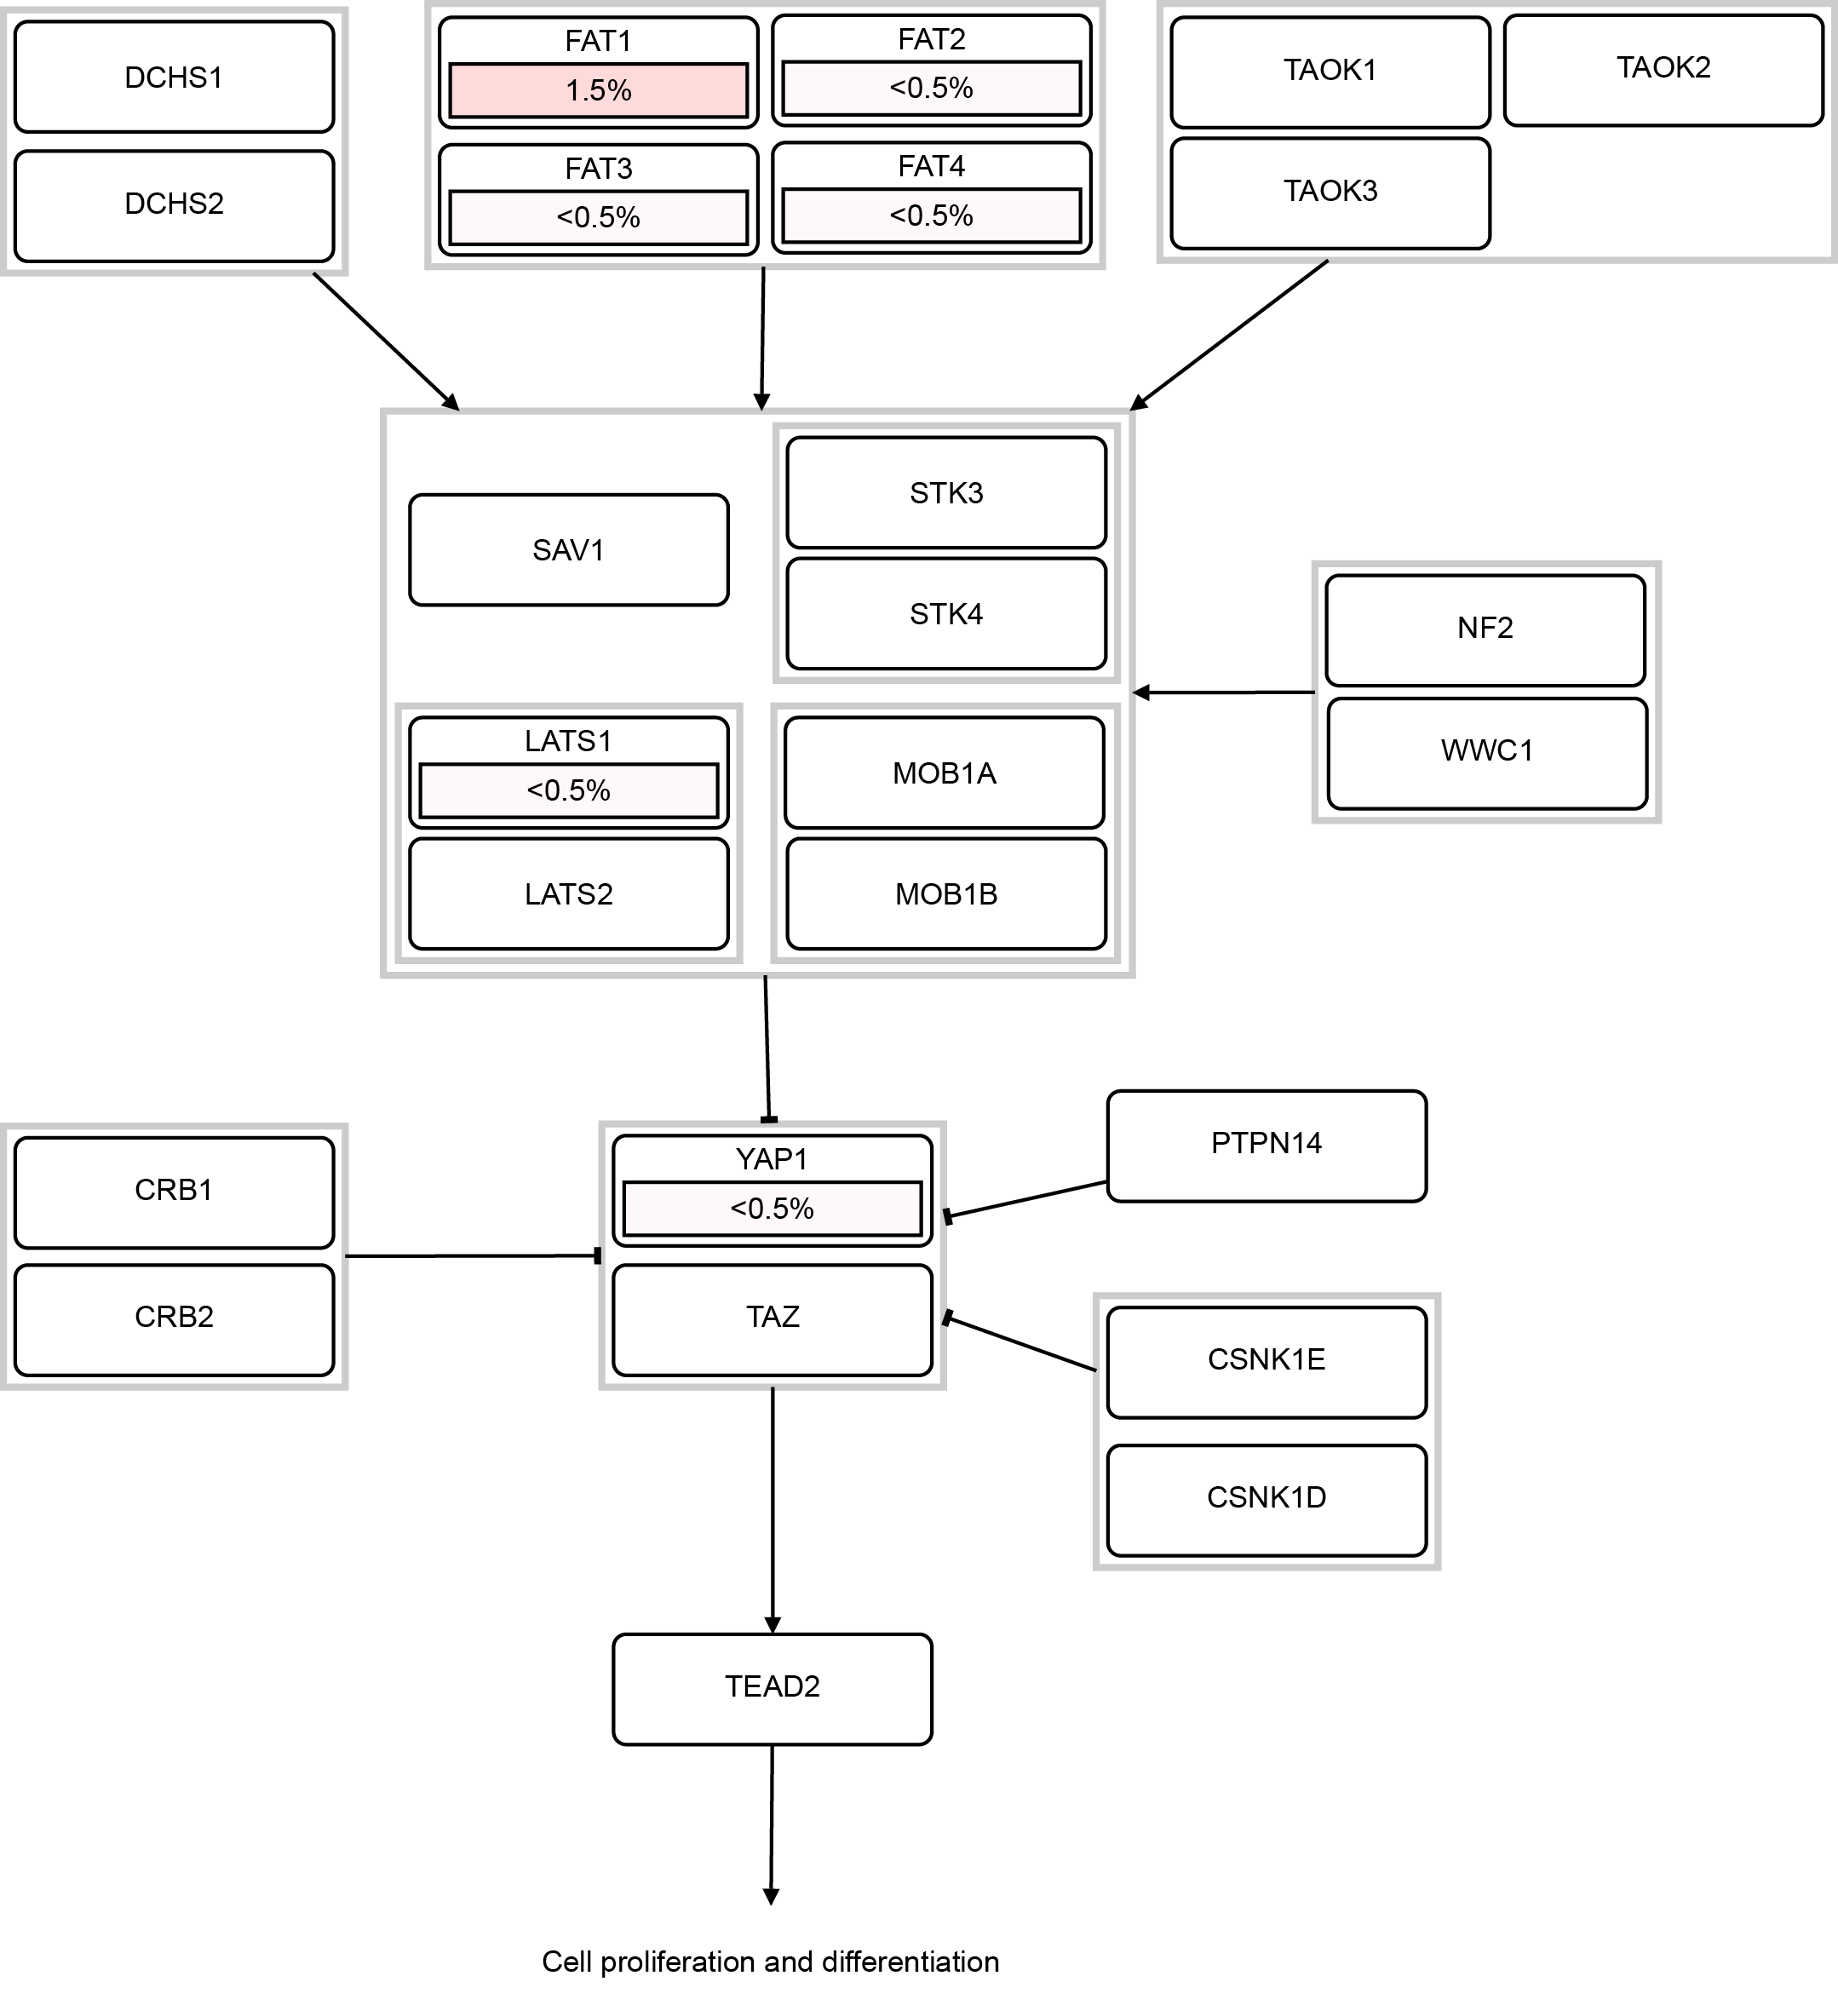 DCHS1
DCHS2
FAT1
1.5%
FAT2
<0.5%
FAT3
<0.5%
FAT4
<0.5%
TAOK1
TAOK2
TAOK3
SAV1
STK3
STK4
LATS1
<0.5%
LATS2
MOB1A
MOB1B
NF2
WWC1
CRB1
CRB2
YAP1
<0.5%
TAZ
PTPN14
CSNK1E
CSNK1D
TEAD2
Cell proliferation and differentiation